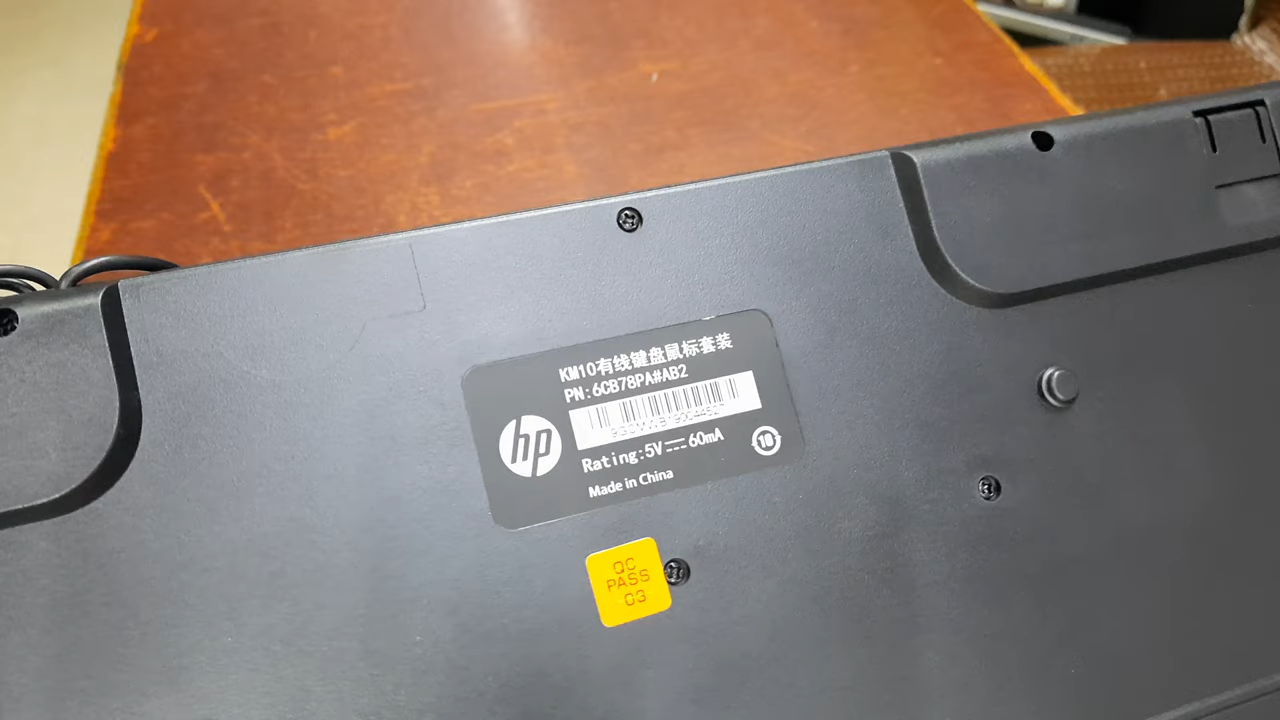 KM10有线键盘鼠标套装
PN:6CB78PA#AB2
hp
Rating:5V⎓60mA
10
Made in China
QC
PASS
03